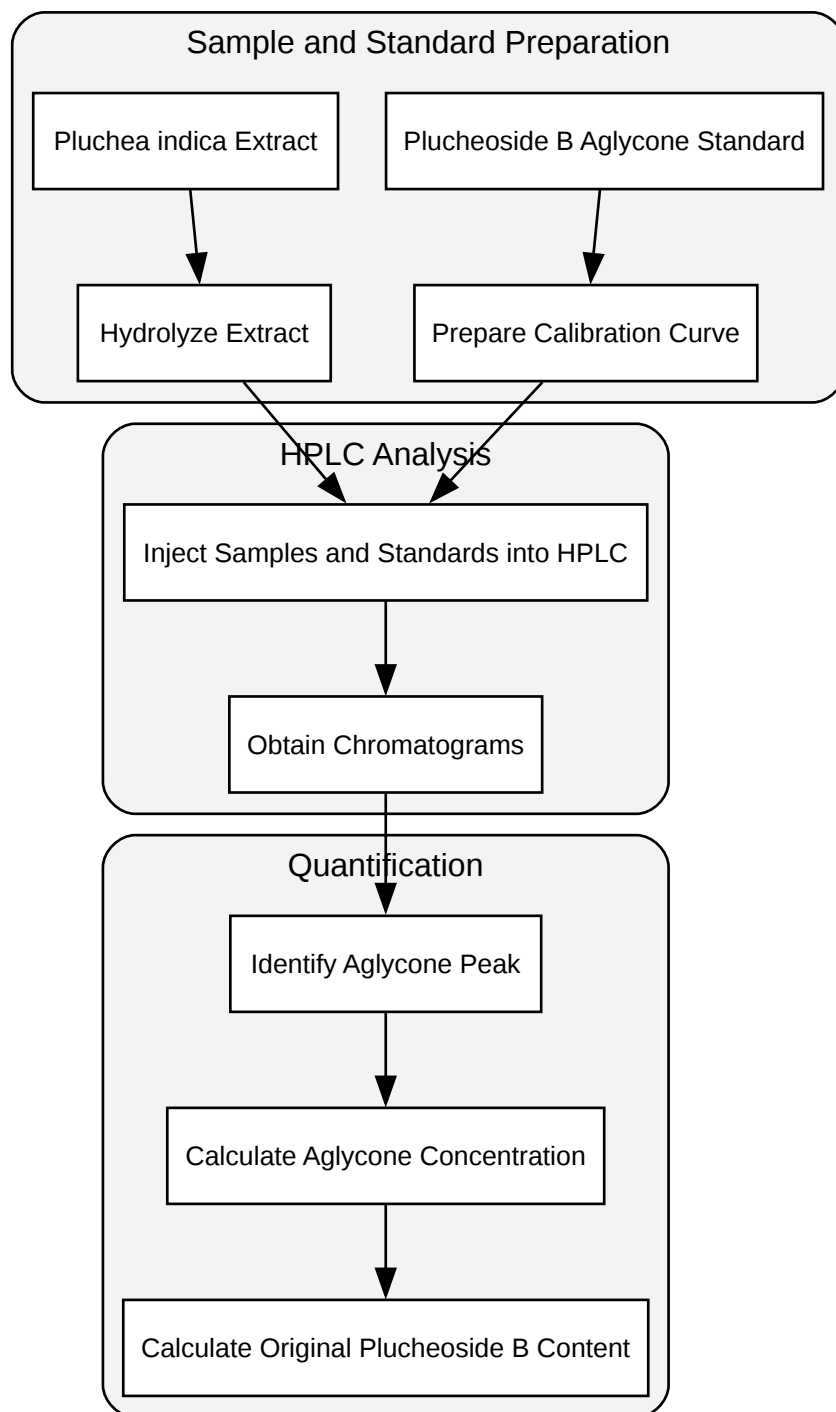 Sample and Standard Preparation
Pluchea indica Extract
Plucheoside B Aglycone Standard
Hydrolyze Extract
Prepare Calibration Curve
HPLC Analysis
Inject Samples and Standards into HPLC
Obtain Chromatograms
Quantification
Identify Aglycone Peak
Calculate Aglycone Concentration
Calculate Original Plucheoside B Content